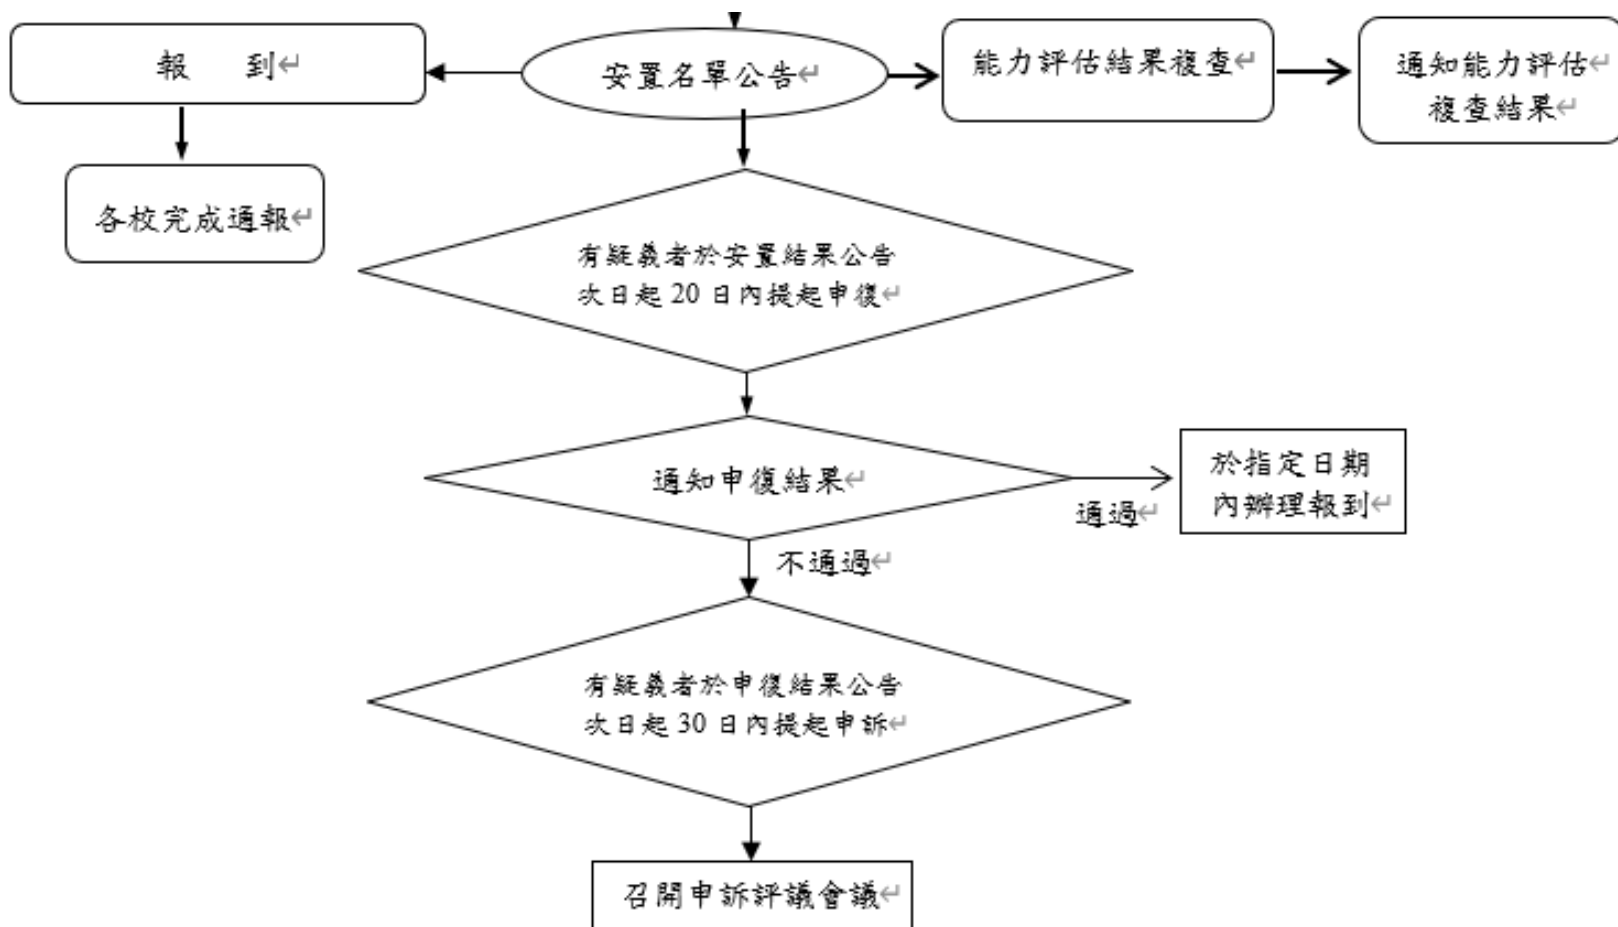 報　到
安置名單公告
能力評估結果複查
通知能力評估
複查結果
各校完成通報
有疑義者於安置結果公告
次日起 20 日內提起申復
通知申復結果
通過
於指定日期
內辦理報到
不通過
有疑義者於申復結果公告
次日起 30 日內提起申訴
召開申訴評議會議